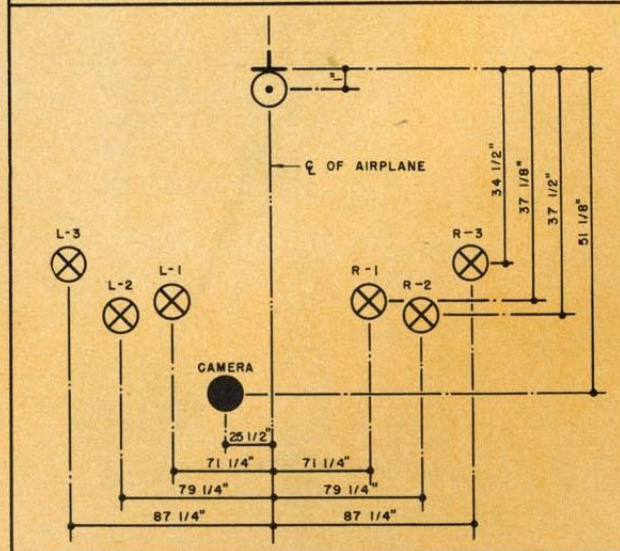 1"
℄ OF AIRPLANE
34 1/2"
37 1/8"
37 1/2"
51 1/8"
L-3
R-3
L-2
L-1
R-1
R-2
CAMERA
25 1/2"
71 1/4"
71 1/4"
79 1/4"
79 1/4"
87 1/4"
87 1/4"